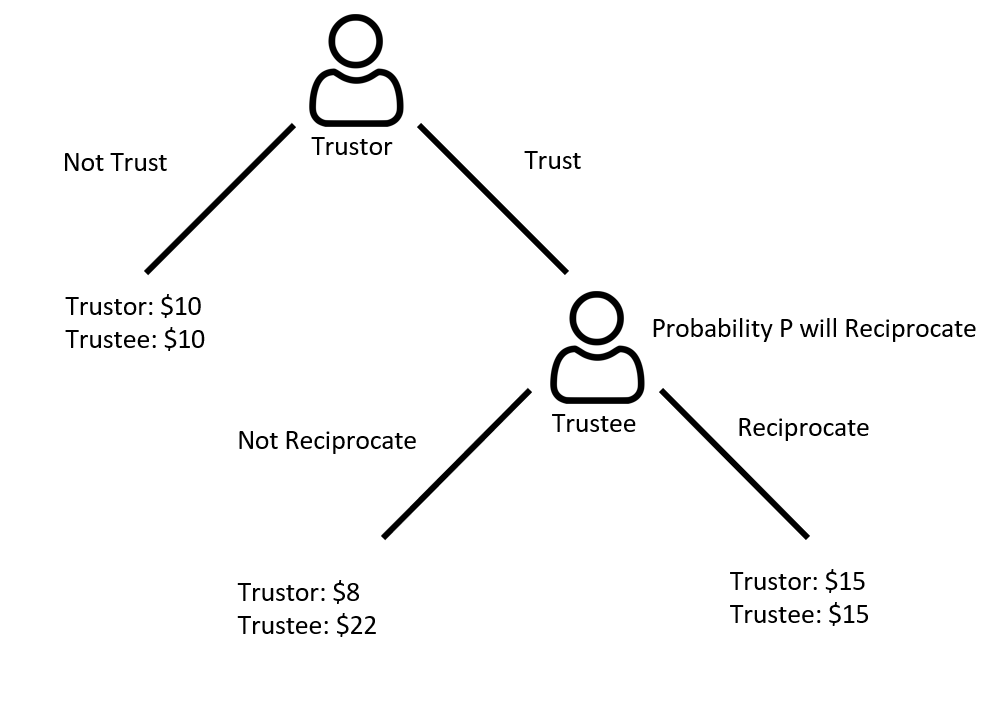 Trustor
Not Trust
Trust
Trustor: $10
Trustee: $10
Probability P will Reciprocate
Trustee
Not Reciprocate
Reciprocate
Trustor: $8
Trustee: $22
Trustor: $15
Trustee: $15